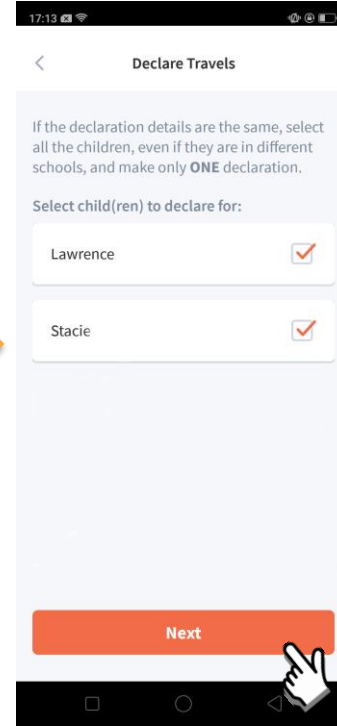 17:13
Declare Travels
If the declaration details are the same, select
all the children, even if they are in different
schools, and make only ONE declaration.
Select child(ren) to declare for:
Lawrence
Stacie
Next